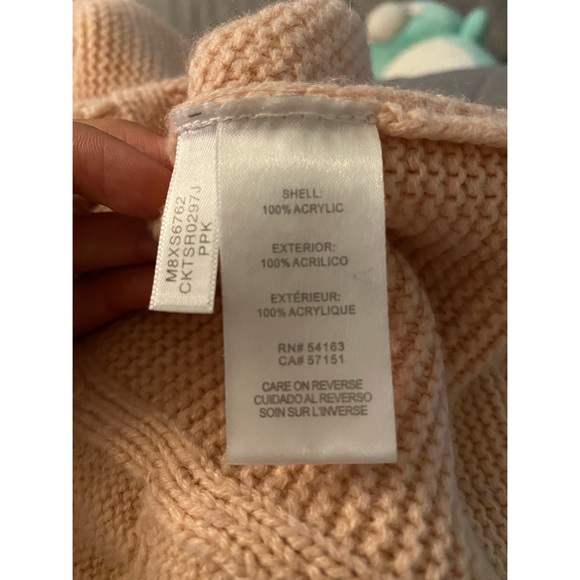 M8XS6762
CKTSR0297J
PPK
SHELL:
100% ACRYLIC
EXTERIOR:
100% ACRILICO
EXTÉRIEUR:
100% ACRYLIQUE
RN# 54163
CA# 57151
CARE ON REVERSE
CUIDADO AL REVERSO
SOIN SUR L'INVERSE